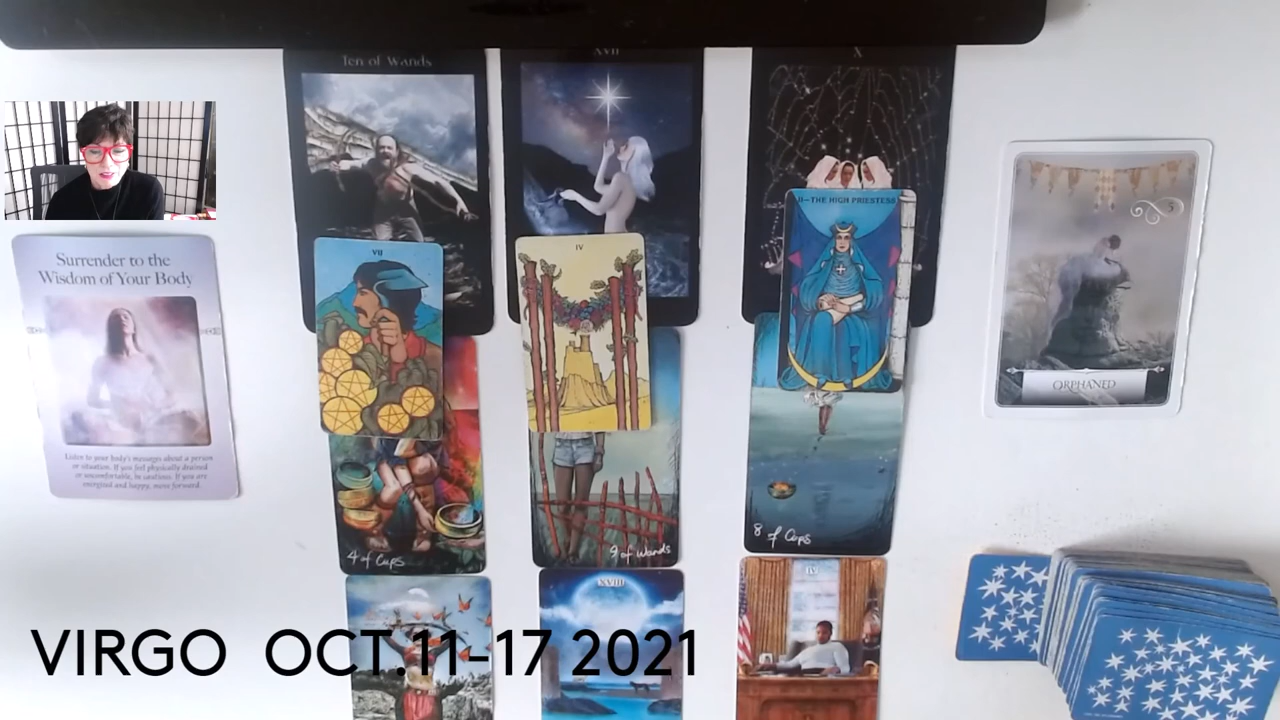 Ten of Wands
XVII
X
II-THE HIGH PRIESTESS
5
Surrender to the
Wisdom of Your Body
VII
IV
ORPHANED
Listen to your body's messages about a person
or situation. If you feel physically drained
or uncomfortable, be cautious. If you are
energised and happy, move forward.
4 of Cups
9 of Wands
8 of Cups
XVIII
IV
VIRGO OCT.11-17 2021